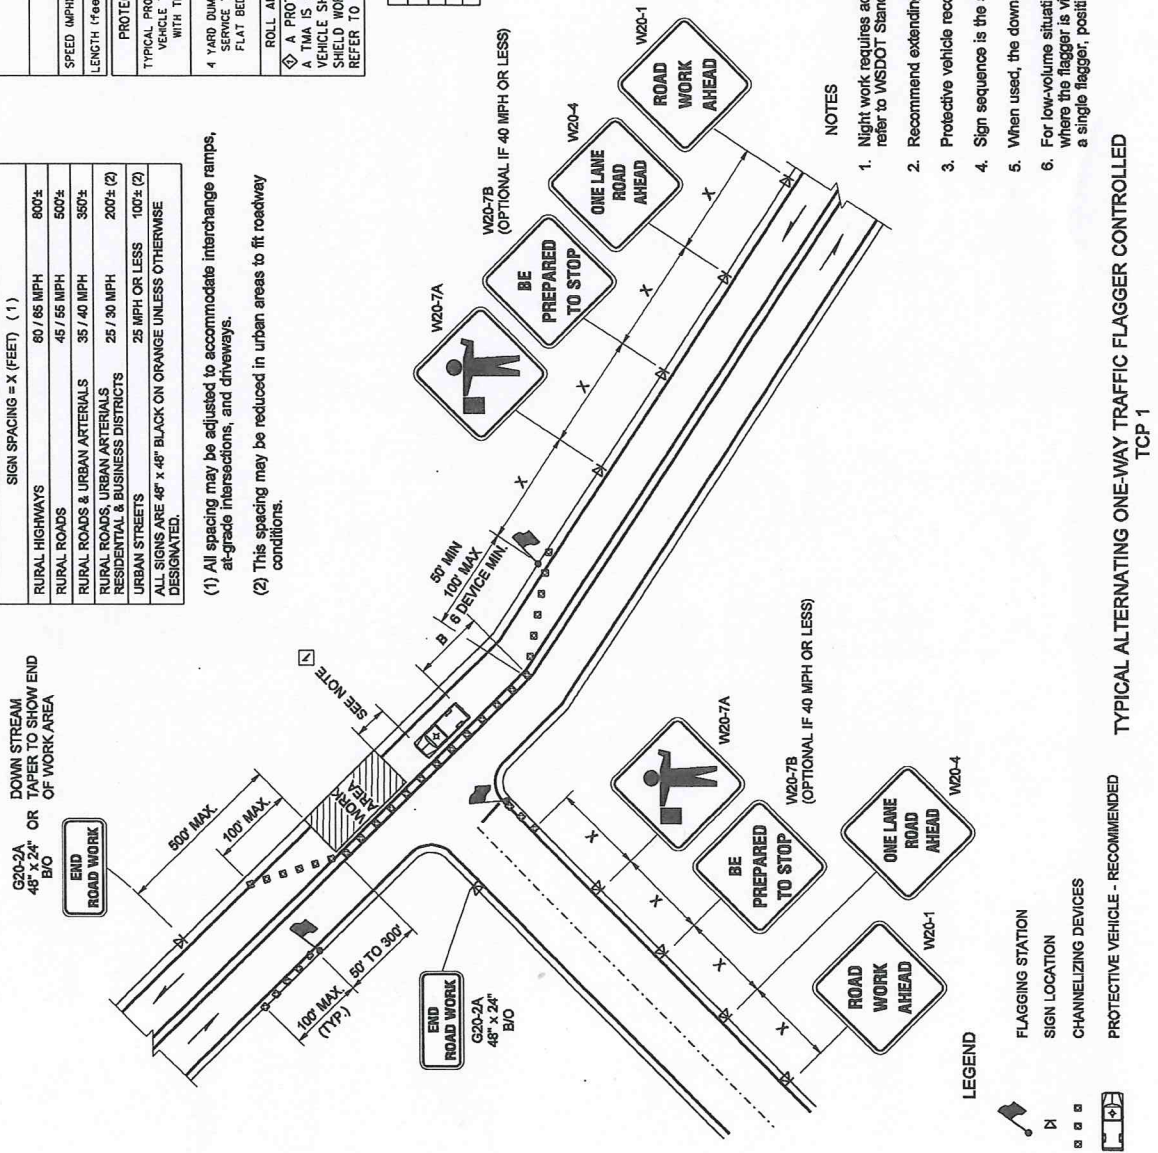 SIGN SPACING = X (FEET) (1)
RURAL HIGHWAYS 60 / 65 MPH 800'±
RURAL ROADS 45 / 55 MPH 500'±
RURAL ROADS & URBAN ARTERIALS 35 / 40 MPH 350'±
RURAL ROADS, URBAN ARTERIALS
RESIDENTIAL & BUSINESS DISTRICTS 25 / 30 MPH 200'± (2)
URBAN STREETS 25 MPH OR LESS 100'± (2)
ALL SIGNS ARE 48" x 48" BLACK ON ORANGE UNLESS OTHERWISE
DESIGNATED.
(1) All spacing may be adjusted to accommodate interchange ramps,
at-grade intersections, and driveways.
(2) This spacing may be reduced in urban areas to fit roadway
conditions.
SPEED (MPH)
LENGTH (feet
PROTE
TYPICAL PRO
VEHICLE
WITH T
4 YARD DUM
SERVICE
FLAT BED
ROLL A
1 A PROT
A TMA IS
VEHICLE SH
SHIELD WOR
REFER TO
G20-2A
48" x 24"
B/O
OR
DOWN STREAM
TAPER TO SHOW END
OF WORK AREA
END
ROAD WORK
500' MAX.
100' MAX.
WORK
AREA
SEE NOTE
B
50' MIN
100' MAX
6 DEVICE MIN.
X
X
X
X
W20-7A
W20-7B
(OPTIONAL IF 40 MPH OR LESS)
BE
PREPARED
TO STOP
W20-4
ONE LANE
ROAD
AHEAD
W20-1
ROAD
WORK
AHEAD
100' MAX.
(TYP.)
50' TO 300'
END
ROAD WORK
G20-2A
48" x 24"
B/O
X
X
X
X
W20-7A
W20-7B
(OPTIONAL IF 40 MPH OR LESS)
BE
PREPARED
TO STOP
ONE LANE
ROAD
AHEAD
W20-4
ROAD
WORK
AHEAD
W20-1
NOTES
1. Night work requires ad
refer to WSDOT Stand
2. Recommend extending
3. Protective vehicle reco
4. Sign sequence is the s
5. When used, the down
6. For low-volume situati
where the flagger is vi
a single flagger, positi
LEGEND
FLAGGING STATION
SIGN LOCATION
CHANNELIZING DEVICES
PROTECTIVE VEHICLE - RECOMMENDED
TYPICAL ALTERNATING ONE-WAY TRAFFIC FLAGGER CONTROLLED
TCP 1